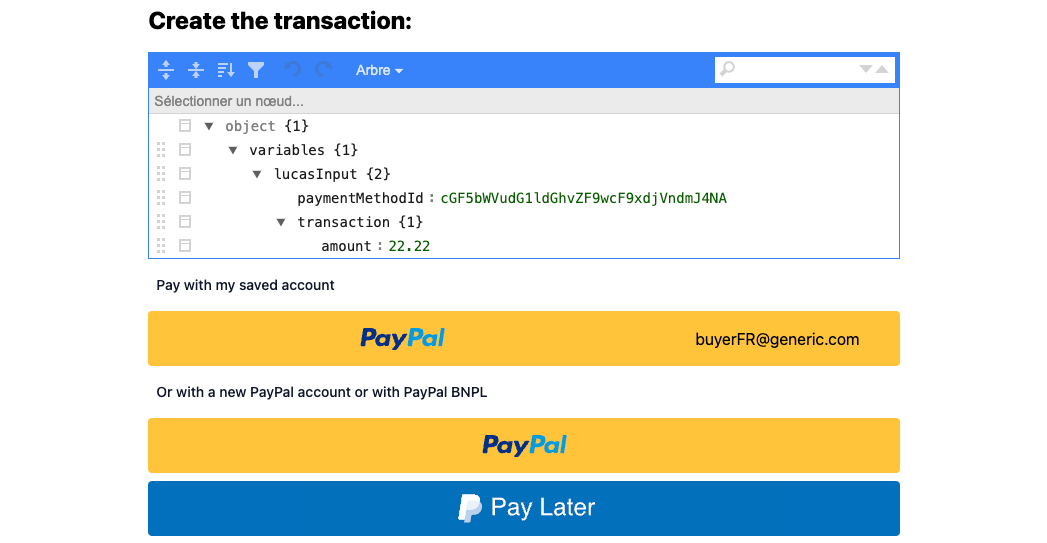 Create the transaction:
Arbre
Sélectionner un nœud...
object {1}
variables {1}
lucasInput {2}
paymentMethodId : cGF5bWVudG1ldGhvZF9wcF9xdjVndmJ4NA
transaction {1}
amount : 22.22
Pay with my saved account
PayPal buyerFR@generic.com
Or with a new PayPal account or with PayPal BNPL
PayPal
Pay Later